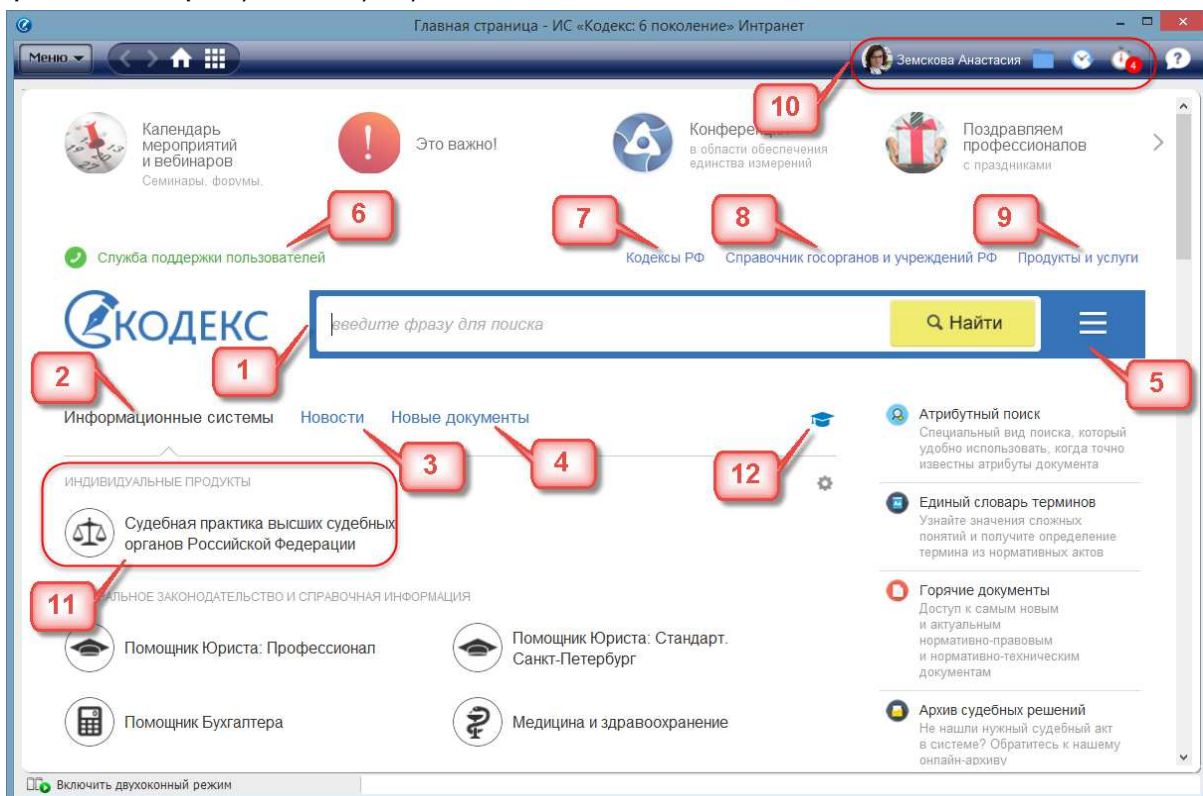 Главная страница - ИС «Кодекс: 6 поколение» Интранет
Меню
Земскова Анастасия
4
?
10
Календарь
мероприятий
и вебинаров
Семинары, форумы,
Это важно!
в области обеспечения
единства измерений
Поздравляем
профессионалов
с праздниками
6
7
8
9
Служба поддержки пользователей
Кодексы РФ Справочник госорганов и учреждений РФ Продукты и услуги
КОДЕКС
введите фразу для поиска
Найти
1
2
5
Информационные системы Новости Новые документы
3
4
12
ИНДИВИДУАЛЬНЫЕ ПРОДУКТЫ
Судебная практика высших судебных
органов Российской Федерации
11
ЗАКОНОДАТЕЛЬСТВО И СПРАВОЧНАЯ ИНФОРМАЦИЯ
Помощник Юриста: Профессионал
Помощник Юриста: Стандарт.
Санкт-Петербург
Помощник Бухгалтера
Медицина и здравоохранение
Атрибутный поиск
Специальный вид поиска, который
удобно использовать, когда точно
известны атрибуты документа
Единый словарь терминов
Узнайте значения сложных
понятий и получите определение
термина из нормативных актов
Горячие документы
Доступ к самым новым
и актуальным
нормативно-правовым
и нормативно-техническим
документам
Архив судебных решений
Не нашли нужный судебный акт
в системе? Обратитесь к нашему
онлайн-архиву
Включить двухоконный режим